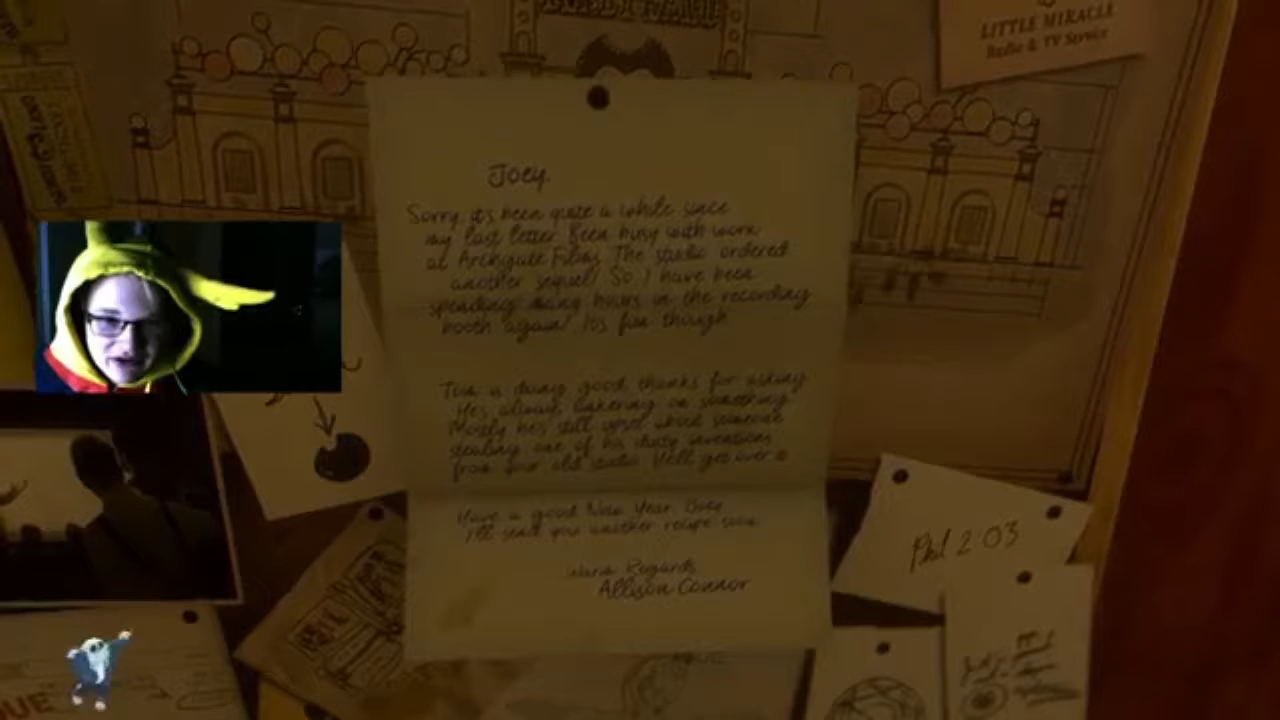 LITTLE MIRACLE
Radio & TV Service
Joey
Sorry, its been quite a while since
my last letter. Been busy with work
at Archgate Films. The studio ordered
another sequel! So I have been
spending many hours in the recording
booth again! Its fun though.
Tom is doing good, thanks for asking
He's always tinkering on something
Mostly he's still upset about someone
stealing one of his dusty inventions
from your old studio. He'll get over it
Have a good New Year, Joey
I'll send you another recipe soon
Warm Regards
Allison Connor
Phil 2:03